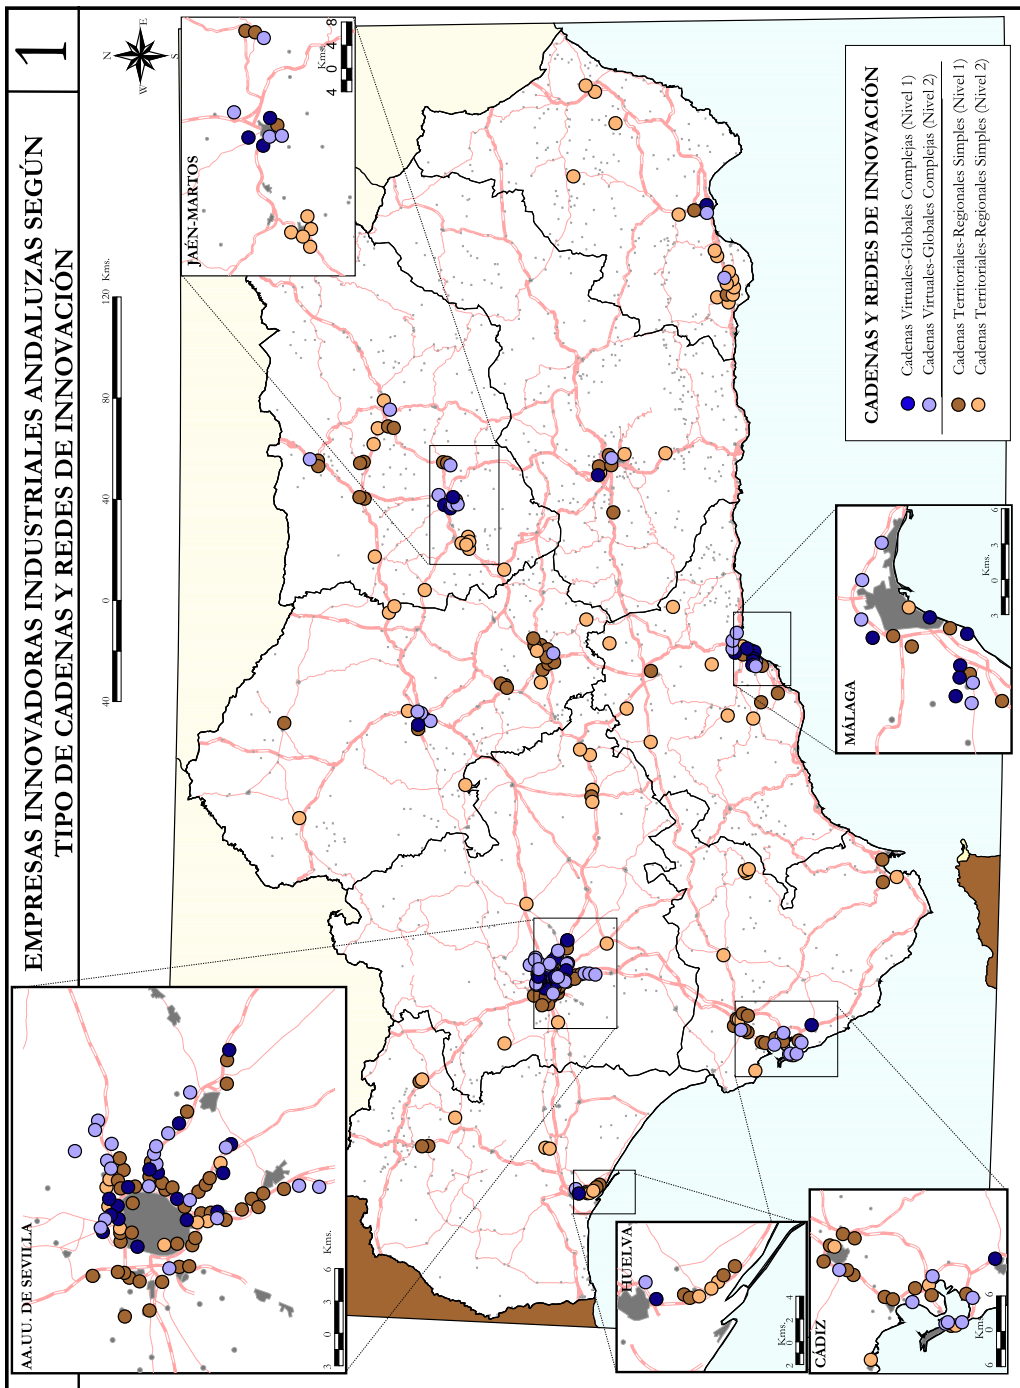 1
EMPRESAS INNOVADORAS INDUSTRIALES ANDALUZAS SEGÚN
TIPO DE CADENAS Y REDES DE INNOVACIÓN
N
E
S
W
40 0 40 80 120
Kms.
AA.UU. DE SEVILLA
3 0 3 6
Kms.
JAÉN-MARTOS
4 0 4 8
Kms.
HUELVA
2 0 2 4
Kms.
CÁDIZ
6 0 6
Kms.
MÁLAGA
3 0 3 6
Kms.
CADENAS Y REDES DE INNOVACIÓN
Cadenas Virtuales-Globales Complejas (Nivel 1)
Cadenas Virtuales-Globales Complejas (Nivel 2)
Cadenas Territoriales-Regionales Simples (Nivel 1)
Cadenas Territoriales-Regionales Simples (Nivel 2)